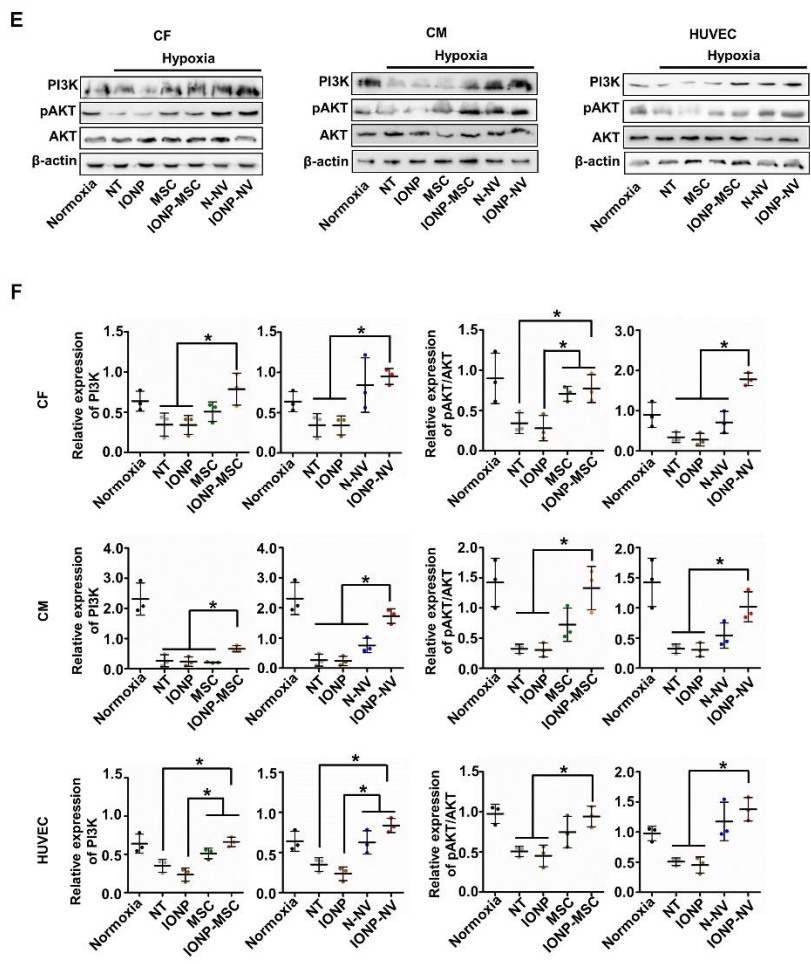 E
CF
Hypoxia
PI3K
pAKT
AKT
β-actin
Normoxia
NT
IONP
MSC
IONP-MSC
N-NV
IONP-NV
CM
Hypoxia
PI3K
pAKT
AKT
β-actin
Normoxia
NT
IONP
MSC
IONP-MSC
N-NV
IONP-NV
HUVEC
Hypoxia
PI3K
pAKT
AKT
β-actin
Normoxia
NT
MSC
IONP-MSC
N-NV
IONP-NV
F
CF
Relative expression
of PI3K
1.5
1.0
0.5
0.0
*
Normoxia
NT
IONP
MSC
IONP-MSC
1.5
1.0
0.5
0.0
*
Normoxia
NT
IONP
N-NV
IONP-NV
Relative expression
of pAKT/AKT
1.5
1.0
0.5
0.0
*
*
Normoxia
NT
IONP
MSC
IONP-MSC
3.0
2.0
1.0
0.0
*
Normoxia
NT
IONP
N-NV
IONP-NV
CM
Relative expression
of PI3K
4.0
3.0
2.0
1.0
0.0
*
Normoxia
NT
IONP
MSC
IONP-MSC
4.0
3.0
2.0
1.0
0.0
*
Normoxia
NT
IONP
N-NV
IONP-NV
Relative expression
of pAKT/AKT
2.0
1.5
1.0
0.5
0.0
*
Normoxia
NT
IONP
MSC
IONP-MSC
2.0
1.5
1.0
0.5
0.0
*
Normoxia
NT
IONP
N-NV
IONP-NV
HUVEC
Relative expression
of PI3K
1.5
1.0
0.5
0.0
*
*
Normoxia
NT
IONP
MSC
IONP-MSC
1.5
1.0
0.5
0.0
*
*
Normoxia
NT
IONP
N-NV
IONP-NV
Relative expression
of pAKT/AKT
1.5
1.0
0.5
0.0
*
Normoxia
NT
IONP
MSC
IONP-MSC
2.0
1.5
1.0
0.5
0.0
*
Normoxia
NT
IONP
N-NV
IONP-NV